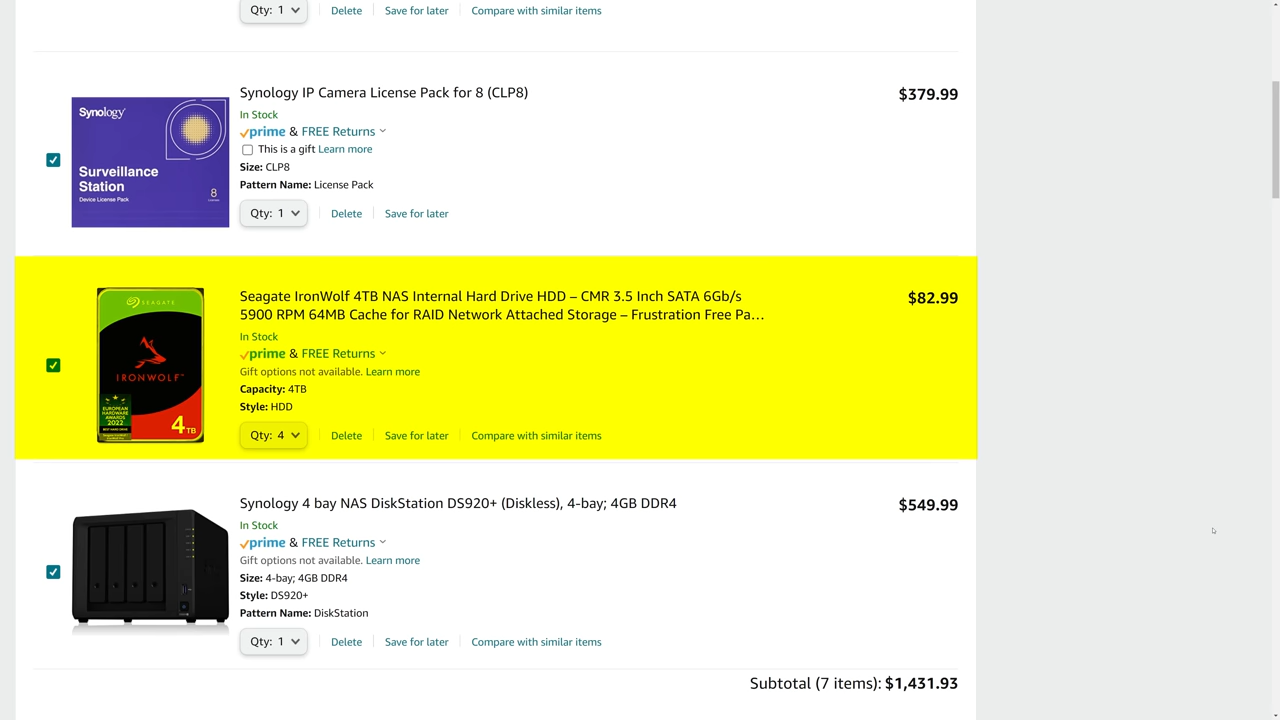 Qty: 1 Delete Save for later Compare with similar items
Synology IP Camera License Pack for 8 (CLP8) $379.99
In Stock
prime & FREE Returns
This is a gift Learn more
Size: CLP8
Pattern Name: License Pack
Qty: 1 Delete Save for later
Synology
Surveillance
Station
Device License Pack
8
Seagate IronWolf 4TB NAS Internal Hard Drive HDD – CMR 3.5 Inch SATA 6Gb/s $82.99
5900 RPM 64MB Cache for RAID Network Attached Storage – Frustration Free Pa…
In Stock
prime & FREE Returns
Gift options not available. Learn more
Capacity: 4TB
Style: HDD
Qty: 4 Delete Save for later Compare with similar items
SEAGATE
IRONWOLF
EUROPEAN
HARDWARE
AWARDS
2022
4TB
Synology 4 bay NAS DiskStation DS920+ (Diskless), 4-bay; 4GB DDR4 $549.99
In Stock
prime & FREE Returns
Gift options not available. Learn more
Size: 4-bay; 4GB DDR4
Style: DS920+
Pattern Name: DiskStation
Qty: 1 Delete Save for later Compare with similar items
Subtotal (7 items): $1,431.93